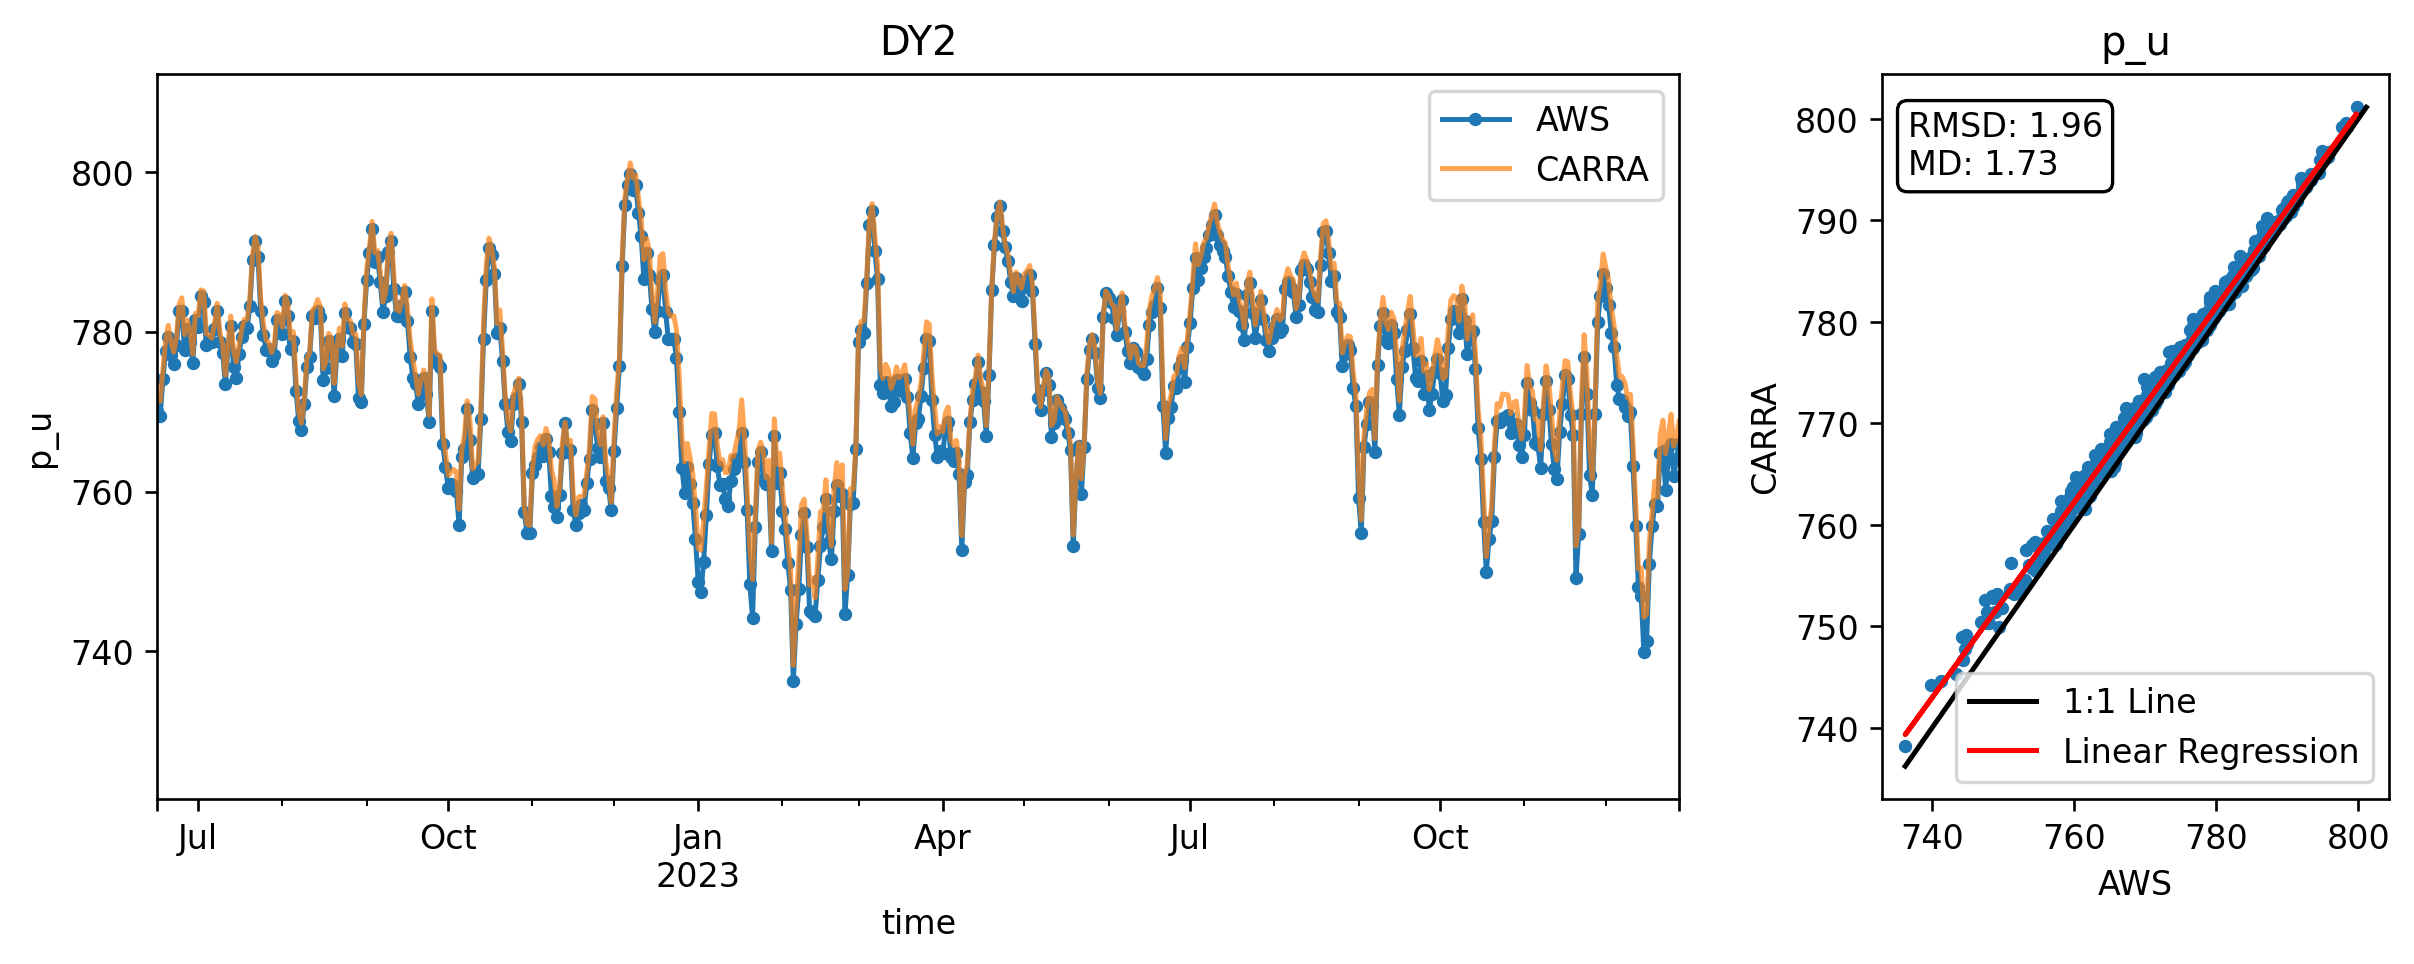 DY2
p_u
800
780
760
740
AWS
CARRA
Jul
Oct
Jan
2023
Apr
Jul
Oct
time
p_u
RMSD: 1.96
MD: 1.73
CARRA
800
790
780
770
760
750
740
1:1 Line
Linear Regression
740
760
780
800
AWS